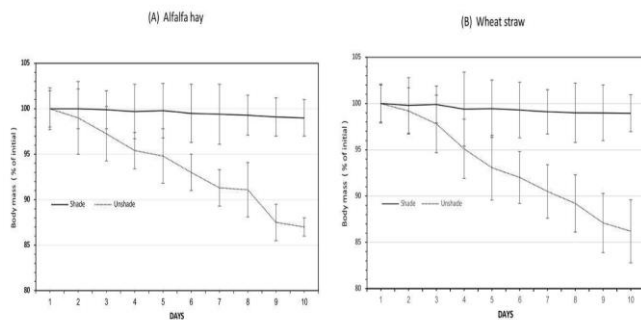 (A) Alfalfa hay
105
100
95
90
85
80
Body mass ( % of initial)
Shade Unshade
1 2 3 4 5 6 7 8 9 10
DAYS
(B) Wheat straw
105
100
95
90
85
80
Body mass ( % of initial)
Shade Unshade
1 2 3 4 5 6 7 8 9 10
DAYS